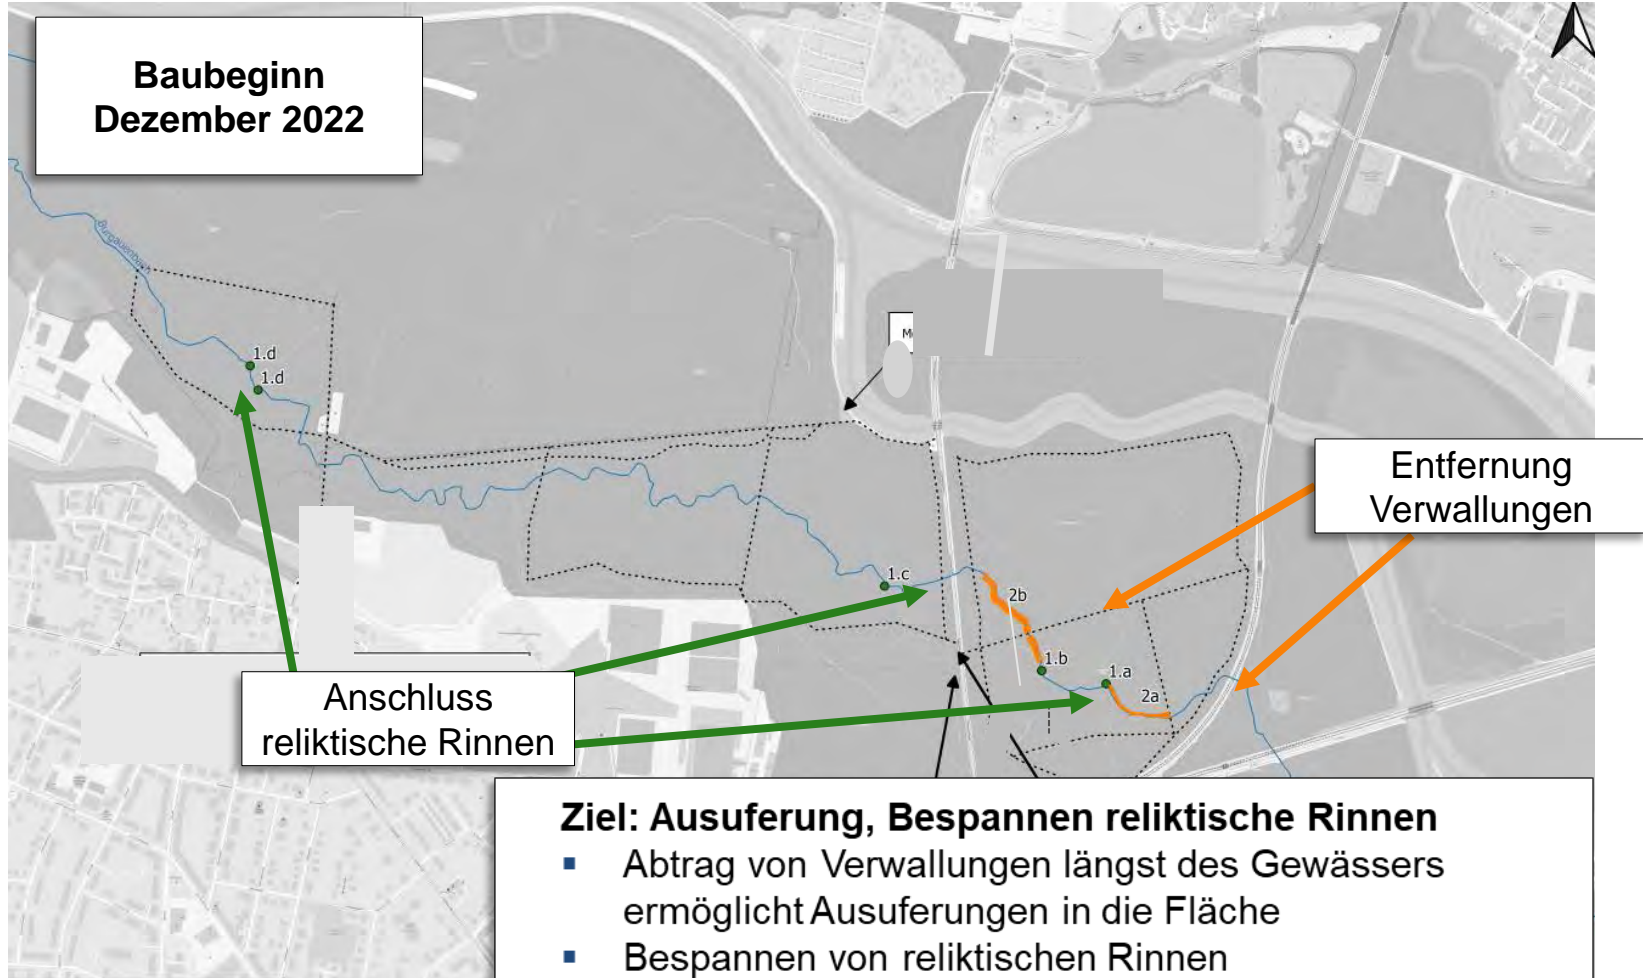 Baubeginn
Dezember 2022
Burgauenbach
1.d
1.d
1.c
2b
1.b
1.a
2a
Entfernung
Verwallungen
Anschluss
reliktische Rinnen
Ziel: Ausuferung, Bespannen reliktische Rinnen
▪ Abtrag von Verwallungen längst des Gewässers
ermöglicht Ausuferungen in die Fläche
▪ Bespannen von reliktischen Rinnen